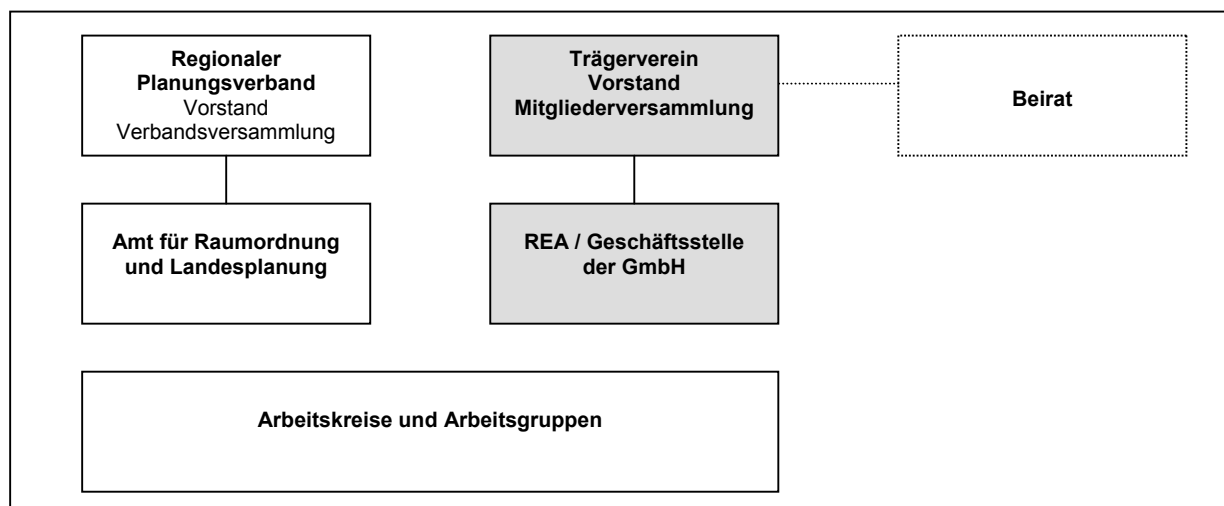 Regionaler
Planungsverband
Vorstand
Verbandsversammlung
Trägerverein
Vorstand
Mitgliederversammlung
Beirat
Amt für Raumordnung
und Landesplanung
REA / Geschäftsstelle
der GmbH
Arbeitskreise und Arbeitsgruppen